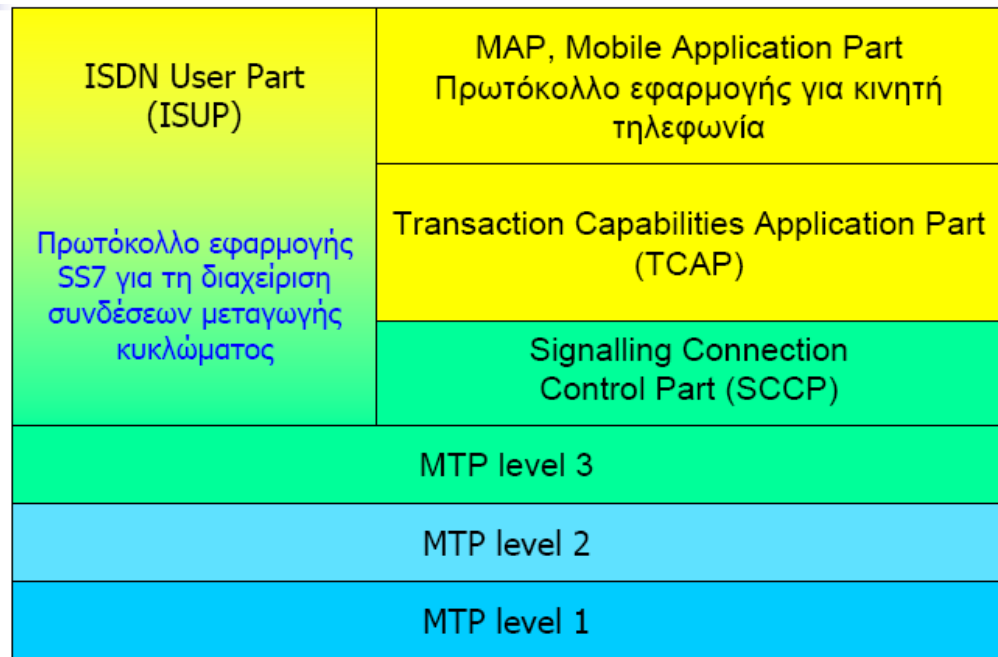 ISDN User Part
(ISUP)
Πρωτόκολλο εφαρμογής
SS7 για τη διαχείριση
συνδέσεων μεταγωγής
κυκλώματος
MAP, Mobile Application Part
Πρωτόκολλο εφαρμογής για κινητή
τηλεφωνία
Transaction Capabilities Application Part
(TCAP)
Signalling Connection
Control Part (SCCP)
MTP level 3
MTP level 2
MTP level 1